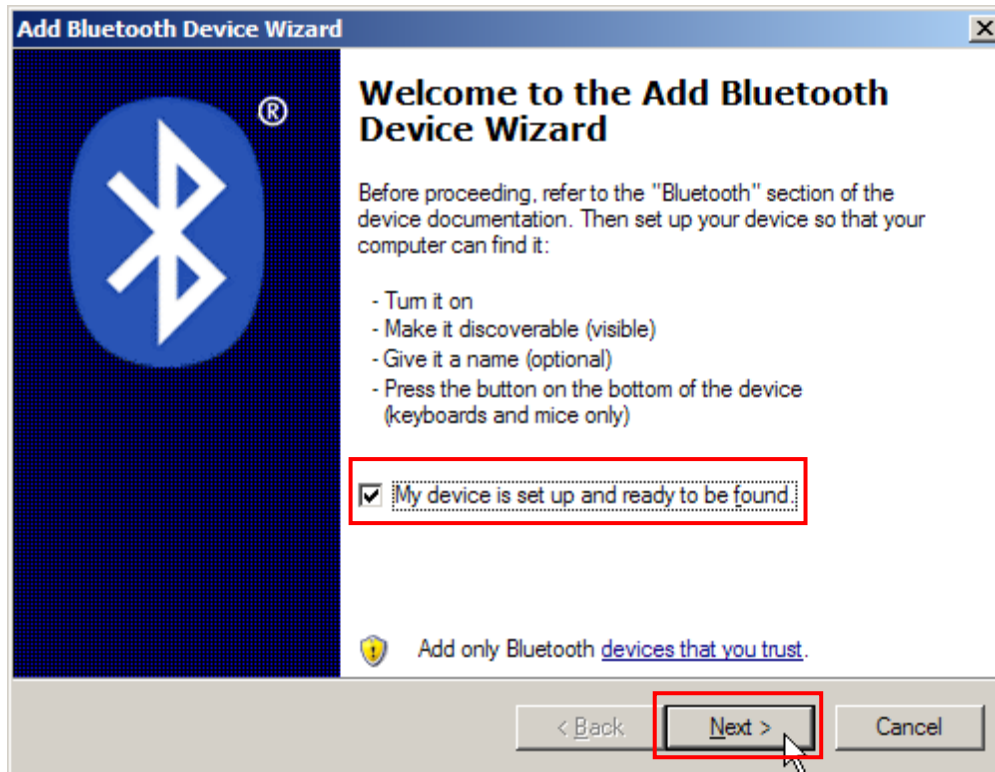 Add Bluetooth Device Wizard
®
Welcome to the Add Bluetooth
Device Wizard
Before proceeding, refer to the "Bluetooth" section of the
device documentation. Then set up your device so that your
computer can find it:
- Turn it on
- Make it discoverable (visible)
- Give it a name (optional)
- Press the button on the bottom of the device
(keyboards and mice only)
My device is set up and ready to be found.
Add only Bluetooth devices that you trust.
< Back
Next >
Cancel